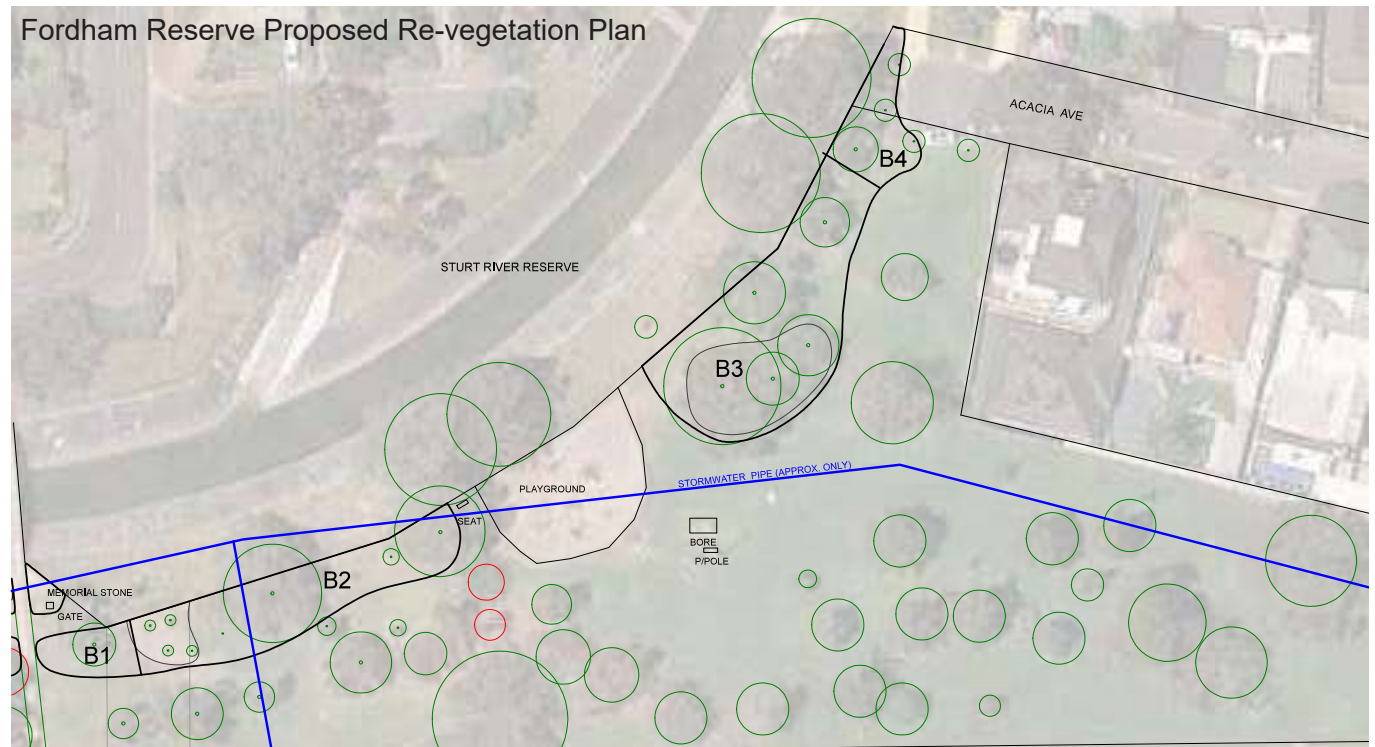 Fordham Reserve Proposed Re-vegetation Plan
ACACIA AVE
B4
STURT RIVER RESERVE
B3
STORMWATER PIPE (APPROX. ONLY)
PLAYGROUND
SEAT
BORE
P/POLE
B2
MEMORIAL STONE
GATE
B1